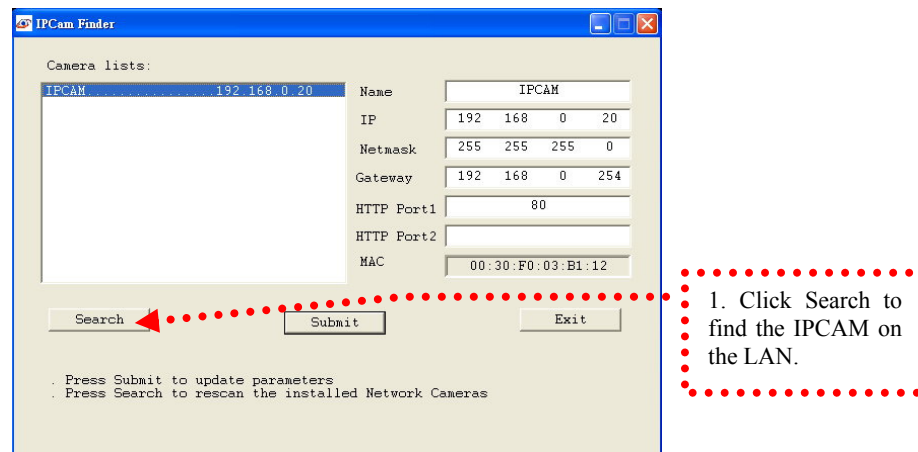 IPCam Finder
Camera lists:
IPCAM................192.168.0.20
Name IPCAM
IP 192 168 0 20
Netmask 255 255 255 0
Gateway 192 168 0 254
HTTP Port1 80
HTTP Port2
MAC 00:30:F0:03:B1:12
Search Submit Exit
. Press Submit to update parameters
. Press Search to rescan the installed Network Cameras
1. Click Search to
find the IPCAM on
the LAN.